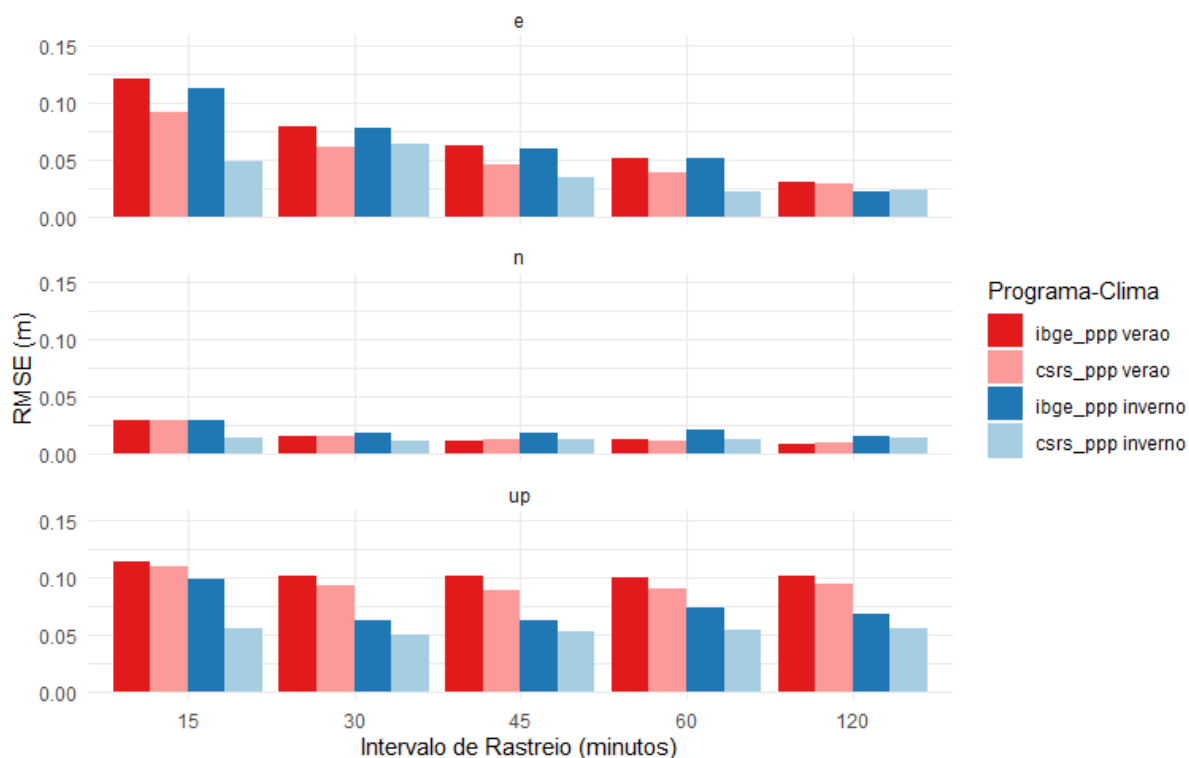 e
0.15
0.10
0.05
0.00
n
0.15
0.10
0.05
0.00
up
0.15
0.10
0.05
0.00
15 30 45 60 120
Intervalo de Rastreio (minutos)
RMSE (m)
Programa-Clima
ibge_ppp verao
csrs_ppp verao
ibge_ppp inverno
csrs_ppp inverno